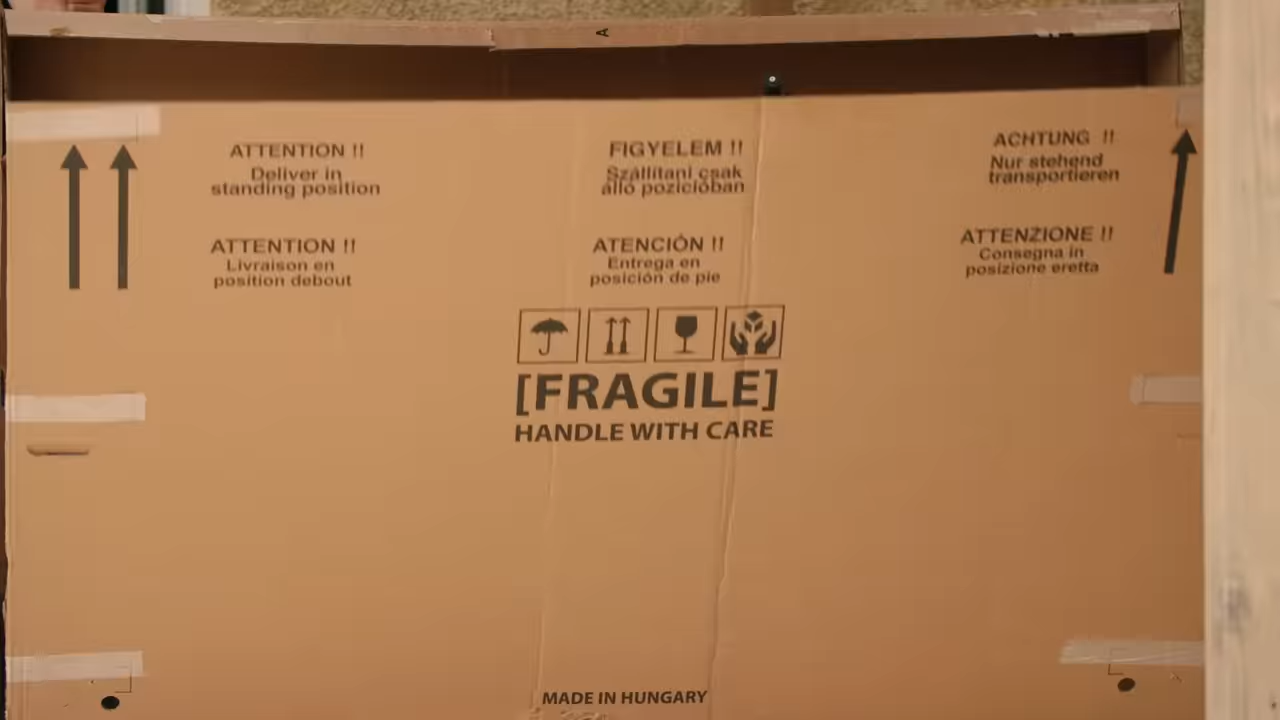 A
ATTENTION !!
Deliver in
standing position
FIGYELEM !!
Szállítani csak
álló pozícióban
ACHTUNG !!
Nur stehend
transportieren
ATTENTION !!
Livraison en
position debout
ATENCIÓN !!
Entrega en
posición de pie
ATTENZIONE !!
Consegna in
posizione eretta
[FRAGILE]
HANDLE WITH CARE
MADE IN HUNGARY